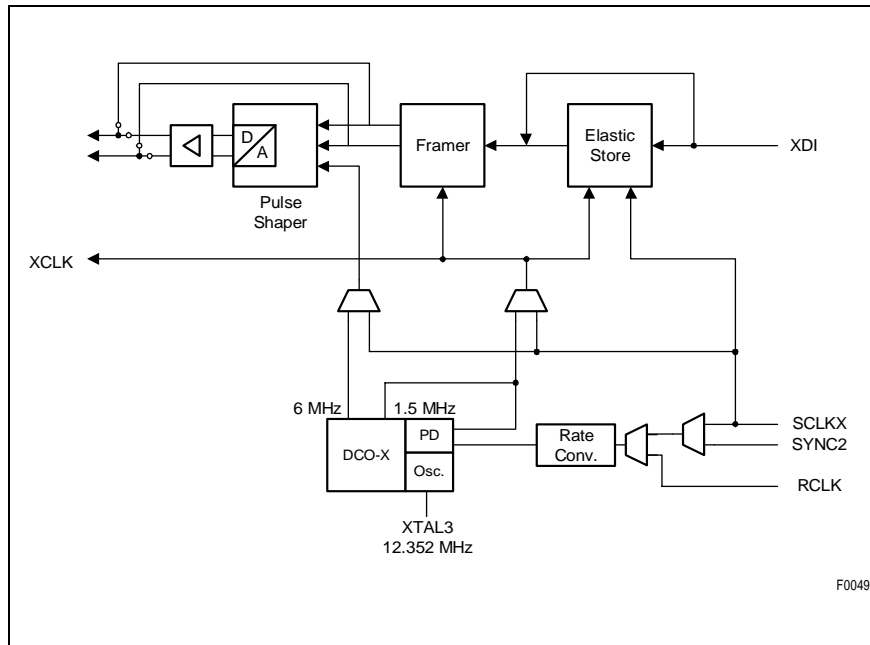 D
A
Pulse
Shaper
Framer
Elastic
Store
XDI
XCLK
6 MHz
1.5 MHz
DCO-X
PD
Osc.
Rate
Conv.
SCLKX
SYNC2
RCLK
XTAL3
12.352 MHz
F0049